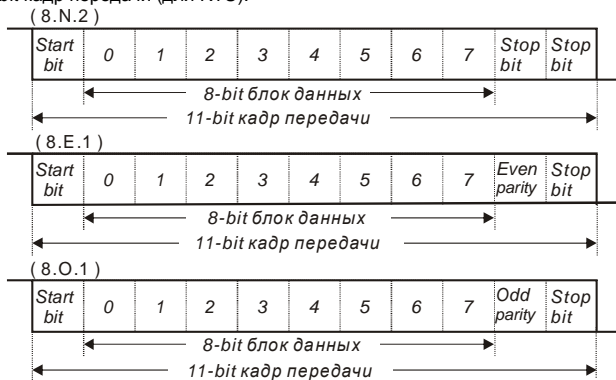 кадр передачи (для
( 8.N.2 )
Start bit 0 1 2 3 4 5 6 7 Stop bit Stop bit
8-bit блок данных
11-bit кадр передачи
( 8.E.1 )
Start bit 0 1 2 3 4 5 6 7 Even parity Stop bit
8-bit блок данных
11-bit кадр передачи
( 8.O.1 )
Start bit 0 1 2 3 4 5 6 7 Odd parity Stop bit
8-bit блок данных
11-bit кадр передачи